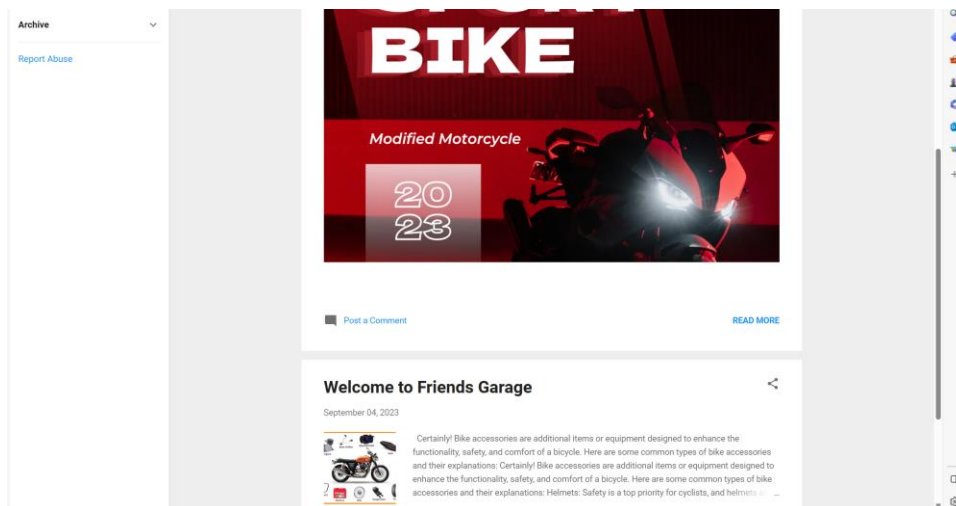 Archive
Report Abuse
BIKE
Modified Motorcycle
20
23
Post a Comment
READ MORE
Welcome to Friends Garage
September 04, 2023
Certainly! Bike accessories are additional items or equipment designed to enhance the
functionality, safety, and comfort of a bicycle. Here are some common types of bike accessories
and their explanations: Certainly! Bike accessories are additional items or equipment designed to
enhance the functionality, safety, and comfort of a bicycle. Here are some common types of bike
accessories and their explanations: Helmets: Safety is a top priority for cyclists, and helmets a ...